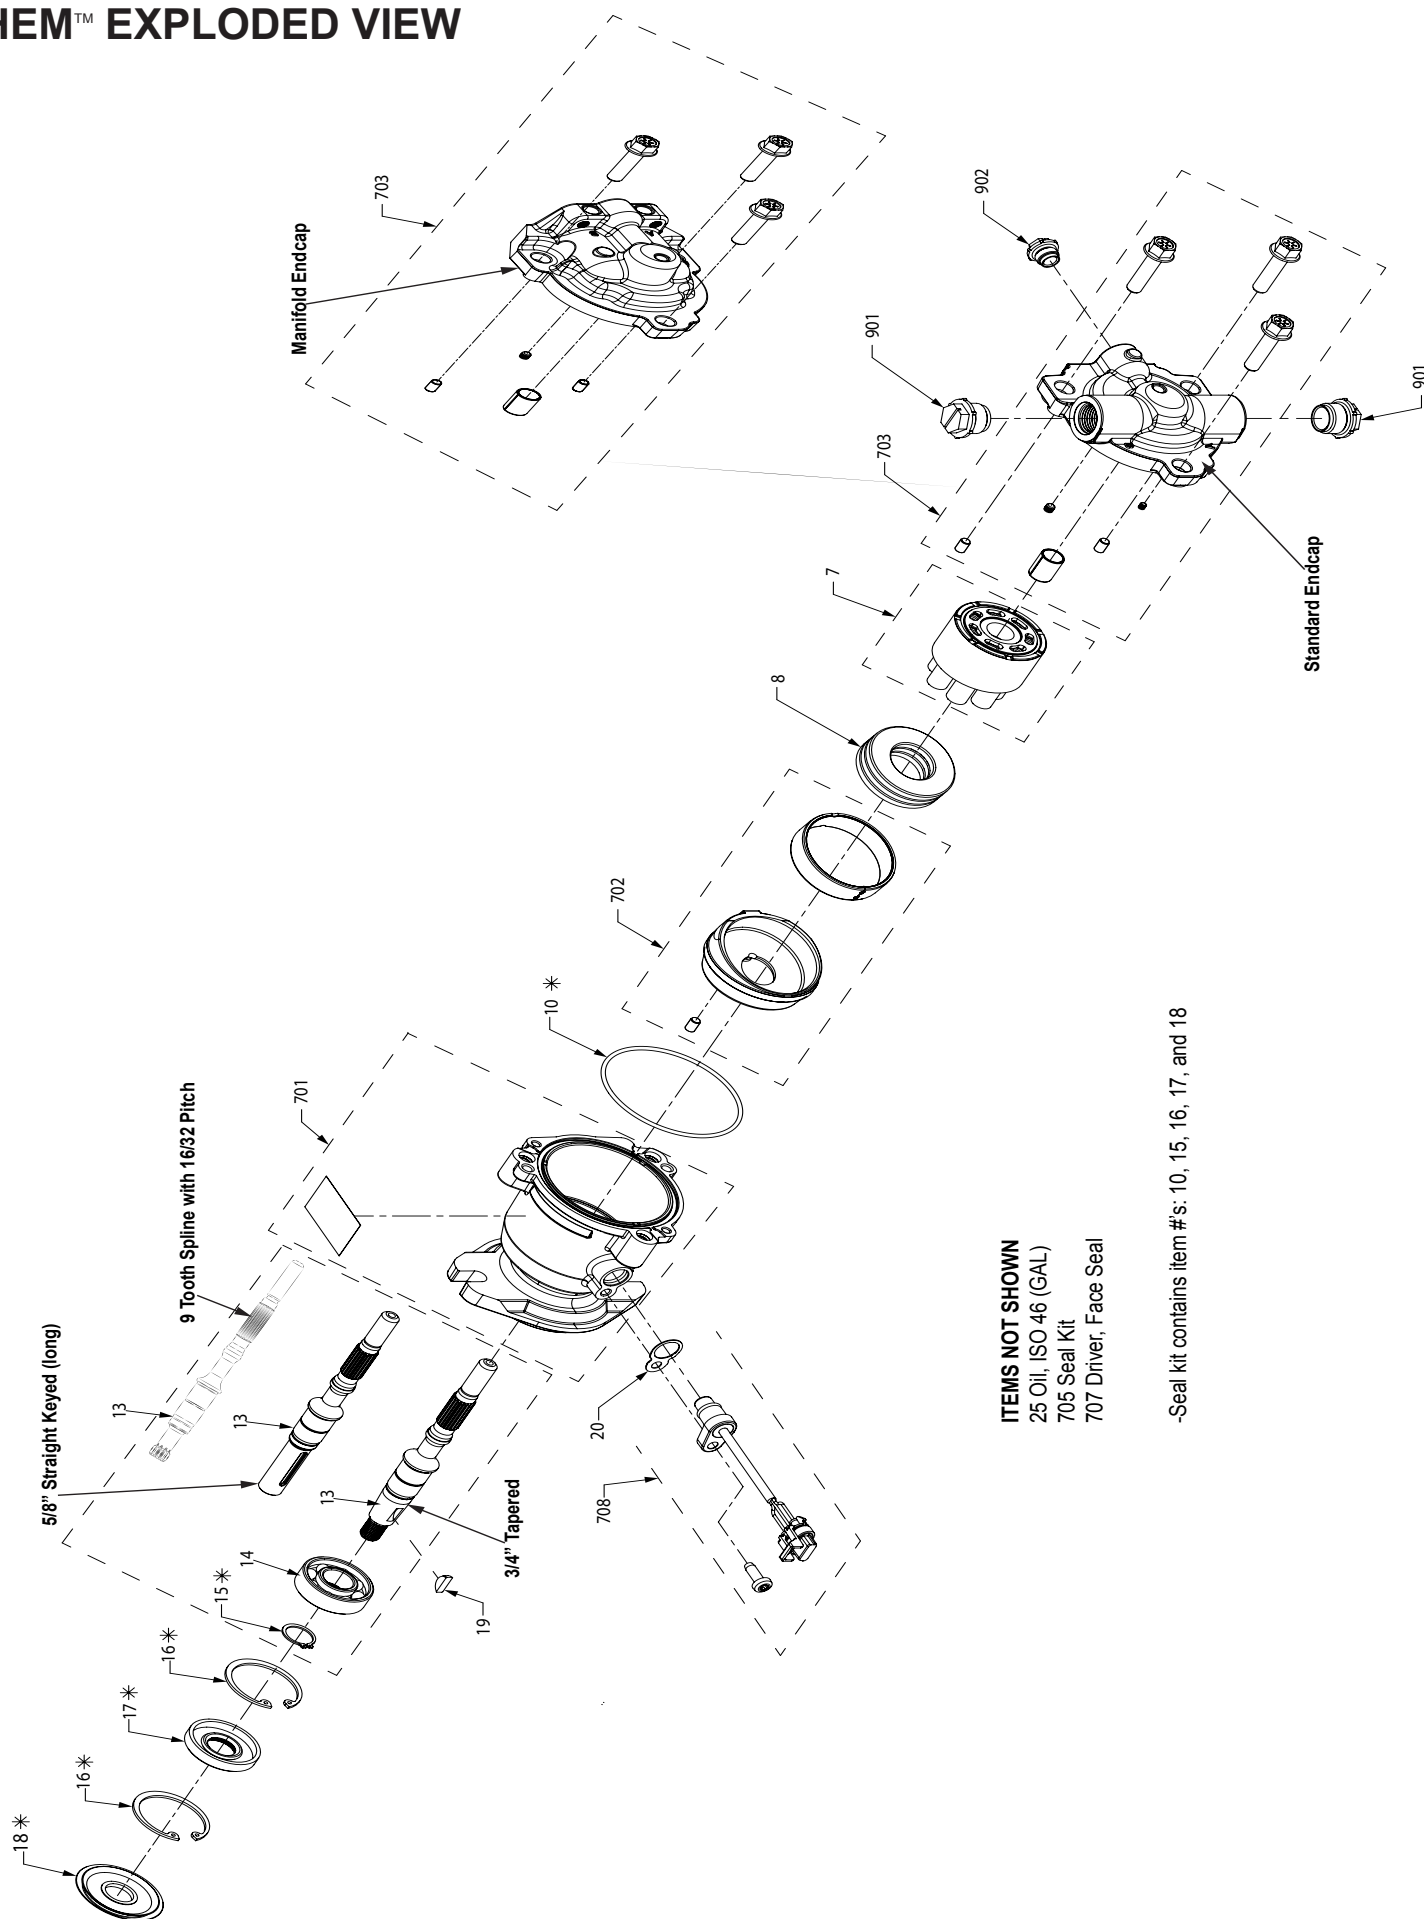 HEM™ EXPLODED VIEW
703
Manifold Endcap
902
901
901
703
Standard Endcap
7
8
702
10 *
701
9 Tooth Spline with 16/32 Pitch
5/8” Straight Keyed (long)
13
13
13
3/4” Tapered
14
15 *
16 *
17 *
16 *
18 *
19
20
708
ITEMS NOT SHOWN
25 Oil, ISO 46 (GAL)
705 Seal Kit
707 Driver, Face Seal
-Seal kit contains item #'s: 10, 15, 16, 17, and 18